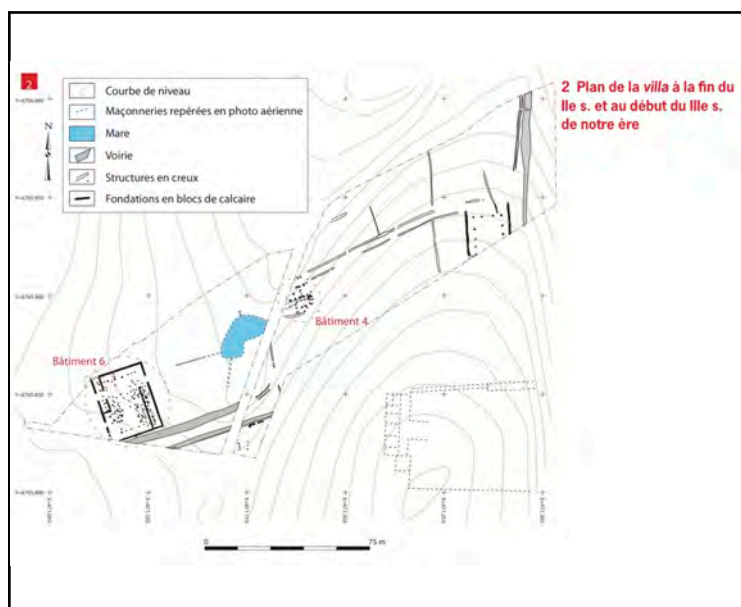 2
Courbe de niveau
Maçonneries repérées en photo aérienne
Mare
Voirie
Structures en creux
Fondations en blocs de calcaire
N
2 Plan de la villa à la fin du
IIe s. et au début du IIIe s.
de notre ère
Bâtiment 4
Bâtiment 6
0
75 m